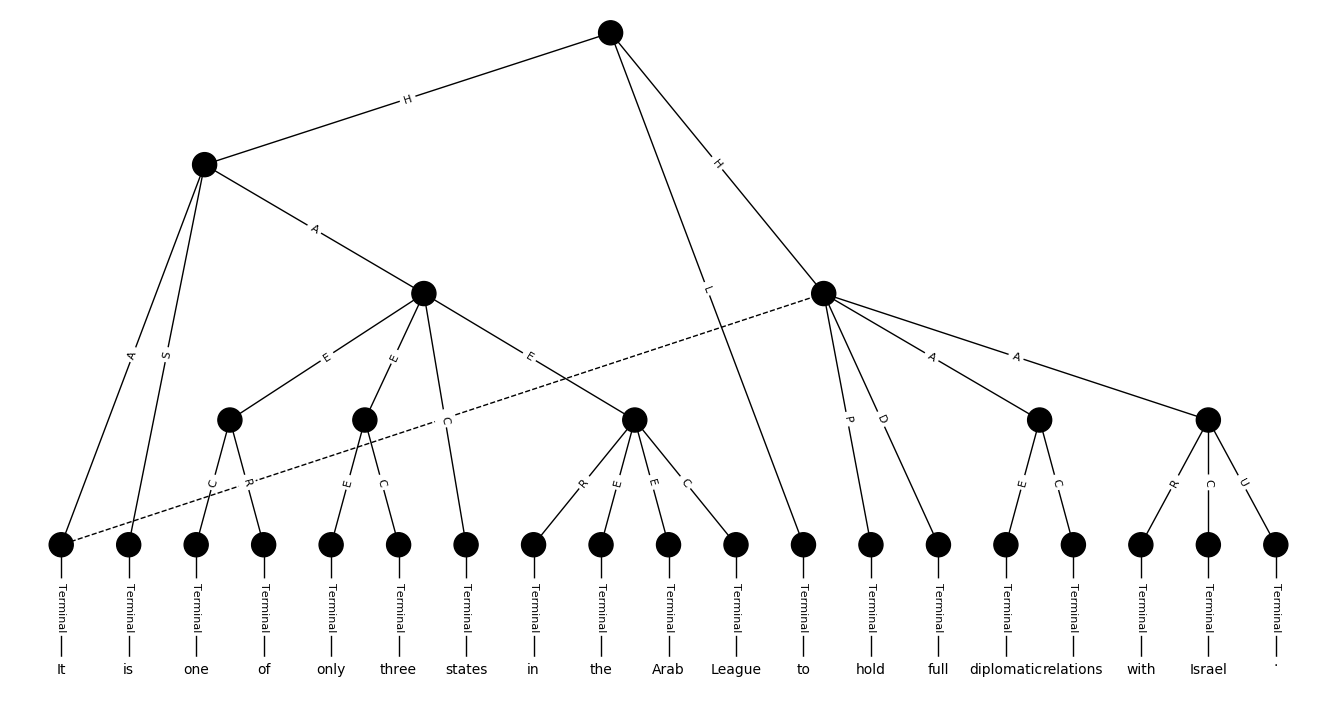 H
H
A
L
A
S
E
E
C
E
A
A
P
D
C
R
E
C
R
E
E
C
E
C
R
C
U
Terminal Terminal Terminal Terminal Terminal Terminal Terminal Terminal Terminal Terminal Terminal Terminal Terminal Terminal Terminal Terminal Terminal Terminal Terminal
It is one of only three states in the Arab League to hold full diplomatic relations with Israel .